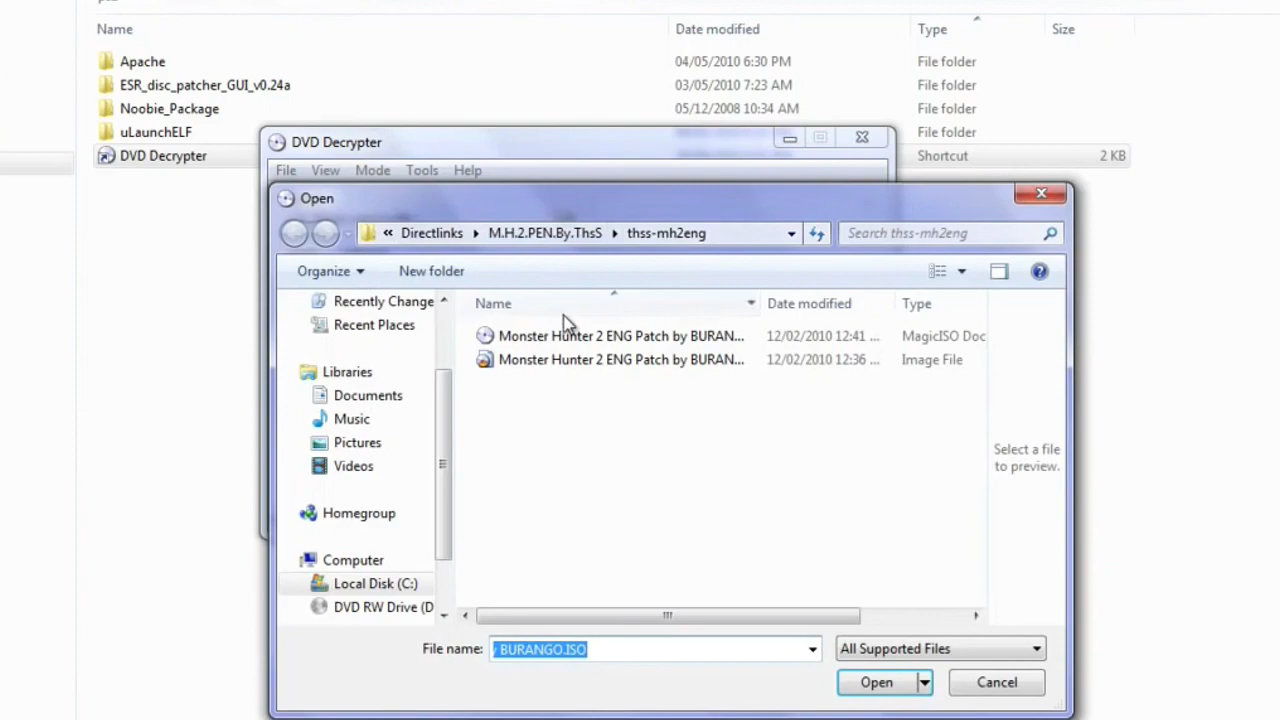 Name Date modified Type Size
Apache 04/05/2010 6:30 PM File folder
ESR_disc_patcher_GUI_v0.24a 03/05/2010 7:23 AM File folder
Noobie_Package 05/12/2008 10:34 AM File folder
uLaunchELF File folder
DVD Decrypter Shortcut 2 KB
DVD Decrypter
File View Mode Tools Help
Open
« Directlinks M.H.2.PEN.By.ThsS thss-mh2eng Search thss-mh2eng
Organize New folder
Recently Change
Recent Places
Libraries
Documents
Music
Pictures
Videos
Homegroup
Computer
Local Disk (C:)
DVD RW Drive (D
Name Date modified Type
Monster Hunter 2 ENG Patch by BURAN... 12/02/2010 12:41 ... MagicISO Doc
Monster Hunter 2 ENG Patch by BURAN... 12/02/2010 12:36 ... Image File
Select a file
to preview.
File name: y BURANGO.ISO All Supported Files
Open Cancel